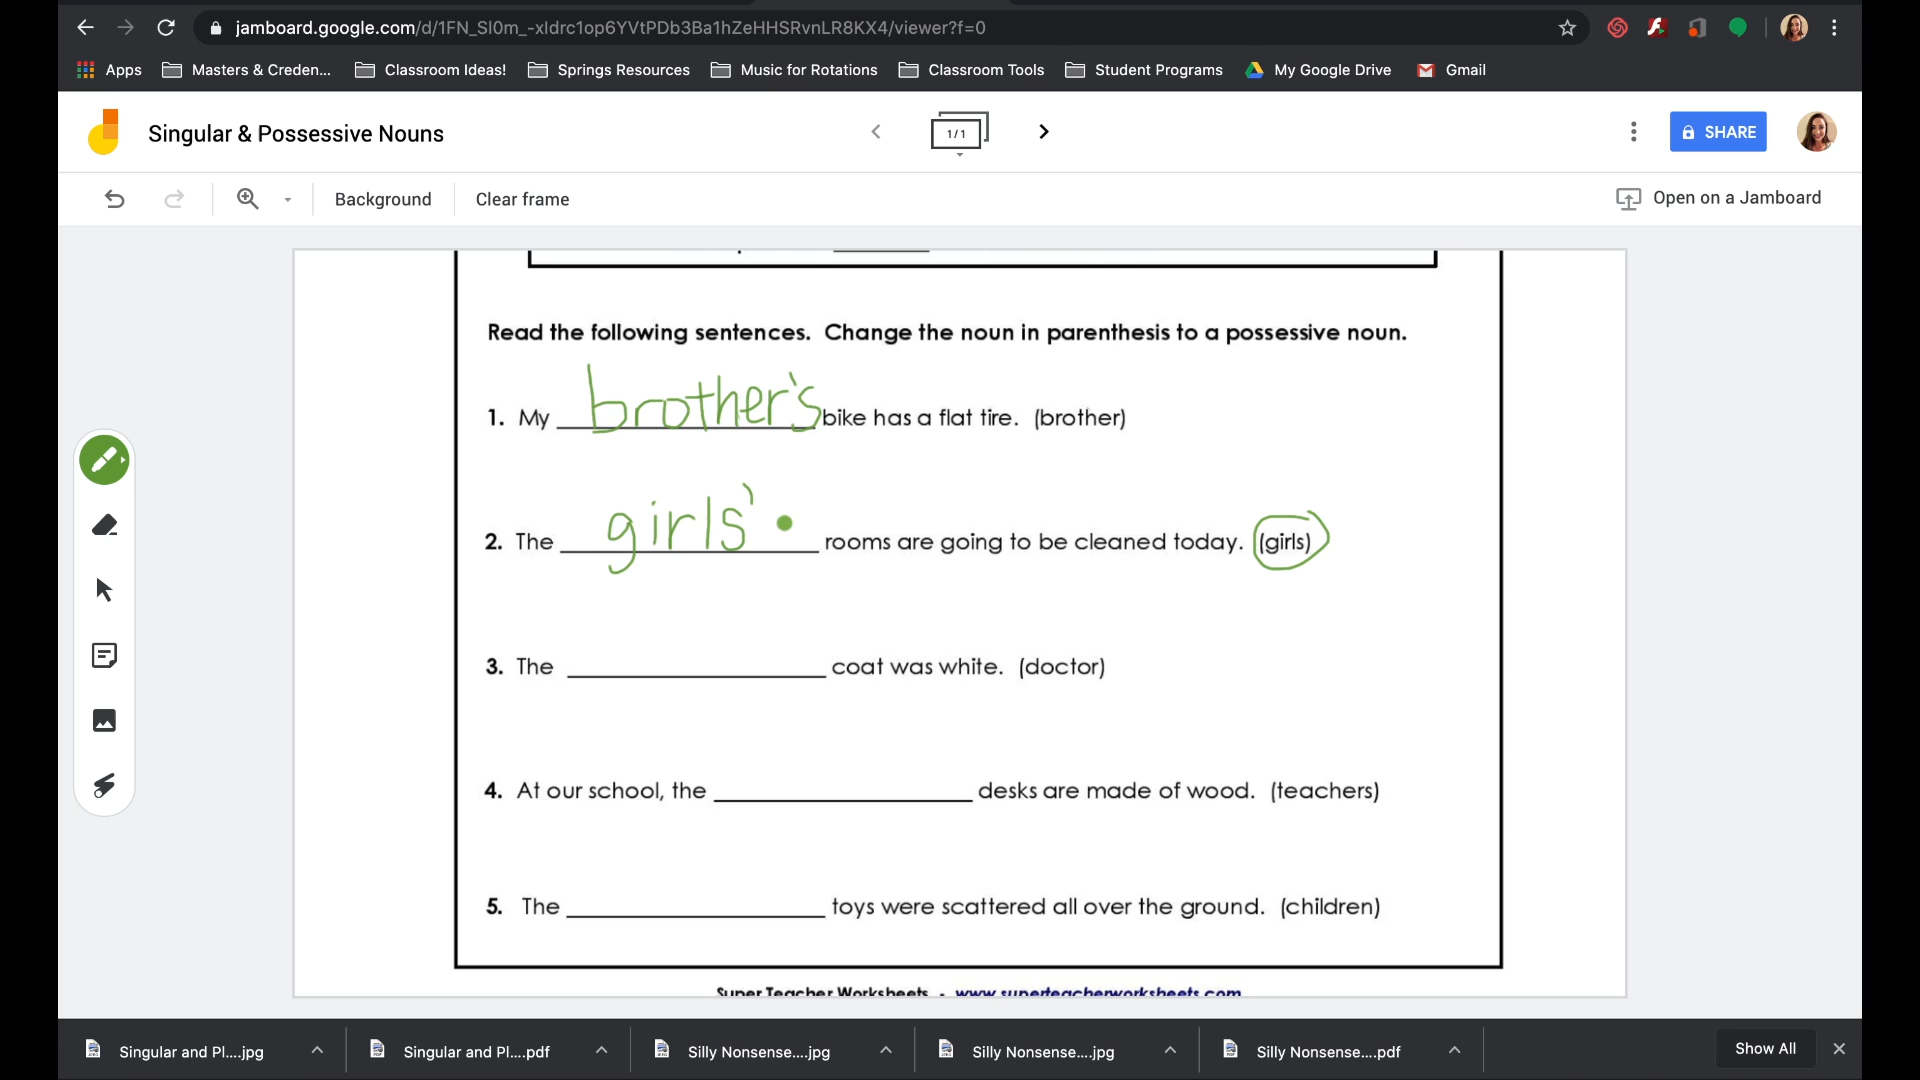 jamboard.google.com/d/1FN_SI0m_-xIdrc1op6YVtPDb3Ba1hZeHHSRvnLR8KX4/viewer?f=0
Apps Masters & Creden... Classroom Ideas! Springs Resources Music for Rotations Classroom Tools Student Programs My Google Drive Gmail
Singular & Possessive Nouns 1/1 SHARE
Background Clear frame Open on a Jamboard
Read the following sentences. Change the noun in parenthesis to a possessive noun.
1. My brother's bike has a flat tire. (brother)
2. The girls' rooms are going to be cleaned today. (girls)
3. The ____ coat was white. (doctor)
4. At our school, the ____ desks are made of wood. (teachers)
5. The ____ toys were scattered all over the ground. (children)
Super Teacher Worksheets - www.superteacherworksheets.com
Singular and Pl....jpg Singular and Pl....pdf Silly Nonsense....jpg Silly Nonsense....jpg Silly Nonsense....pdf Show All